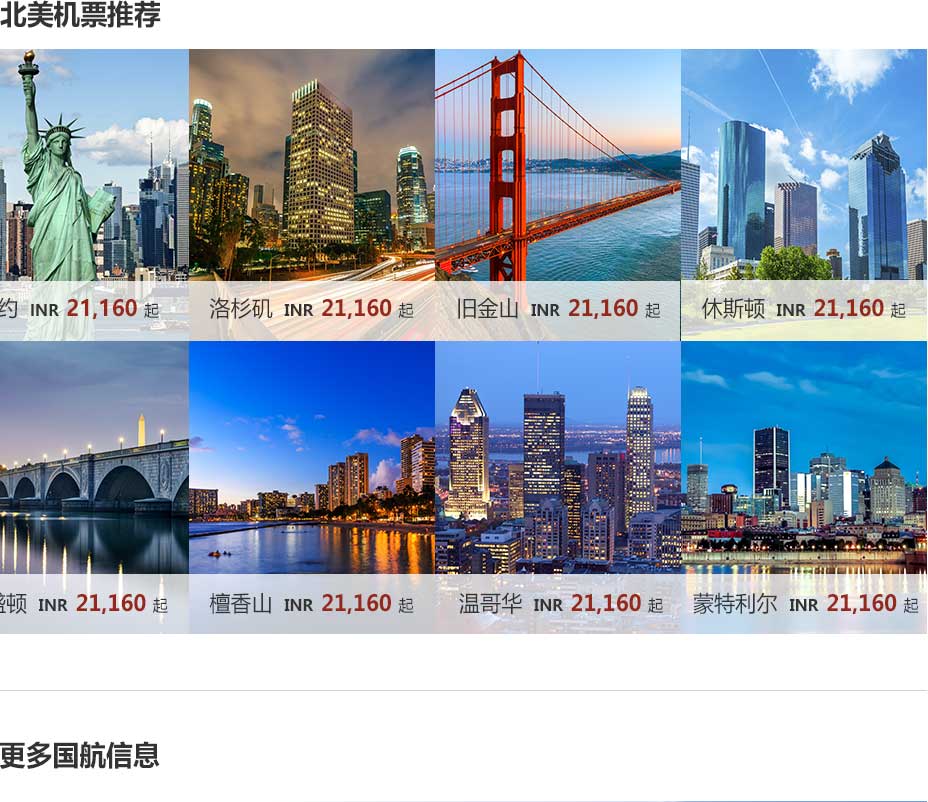 北美机票推荐
约 INR 21,160 起
洛杉矶 INR 21,160 起
旧金山 INR 21,160 起
休斯顿 INR 21,160 起
盛顿 INR 21,160 起
檀香山 INR 21,160 起
温哥华 INR 21,160 起
蒙特利尔 INR 21,160 起
更多国航信息